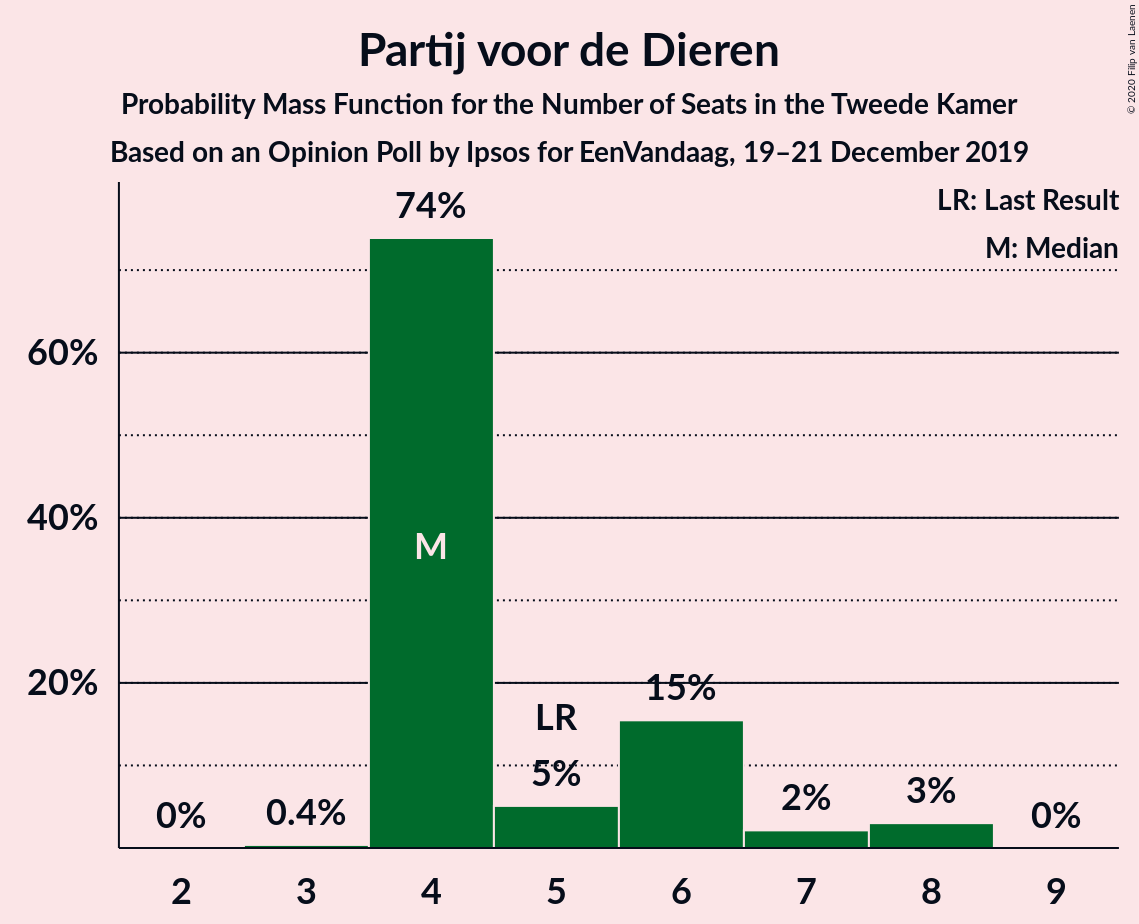 Partij voor de Dieren
Probability Mass Function for the Number of Seats in the Tweede Kamer
Based on an Opinion Poll by Ipsos for EenVandaag, 19–21 December 2019
© 2020 Filip van Laenen
LR: Last Result
M: Median
74%
60%
40%
20%
M
LR
0%
0.4%
5%
15%
2%
3%
0%
2 3 4 5 6 7 8 9